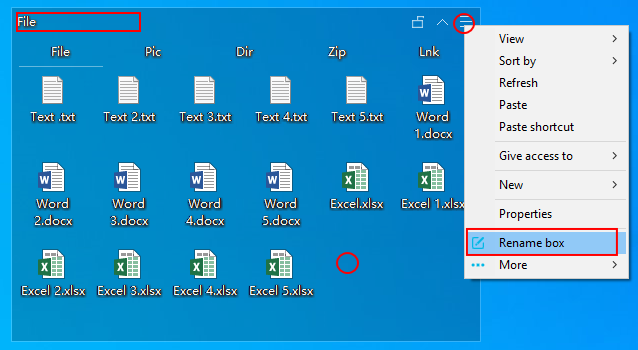 File
File Pic Dir Zip Lnk
Text .txt Text 2.txt Text 3.txt Text 4.txt Text 5.txt Word
1.docx
Word Word Word Word Excel.xlsx Excel 1.xlsx
2.docx 3.docx 4.docx 5.docx
Excel 2.xlsx Excel 3.xlsx Excel 4.xlsx Excel 5.xlsx
View
Sort by
Refresh
Paste
Paste shortcut
Give access to
New
Properties
Rename box
More